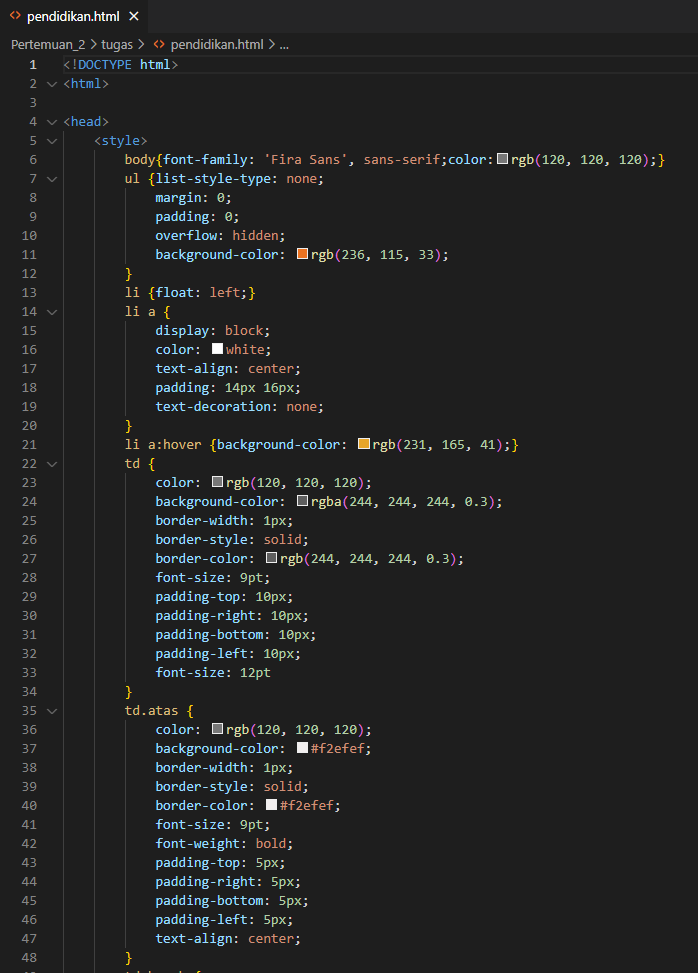 pendidikan.html
Pertemuan_2 > tugas > pendidikan.html > ...
1 <!DOCTYPE html>
2 <html>
3
4 <head>
5 <style>
6 body{font-family: 'Fira Sans', sans-serif;color:rgb(120, 120, 120);}
7 ul {list-style-type: none;
8 margin: 0;
9 padding: 0;
10 overflow: hidden;
11 background-color: rgb(236, 115, 33);
12 }
13 li {float: left;}
14 li a {
15 display: block;
16 color: white;
17 text-align: center;
18 padding: 14px 16px;
19 text-decoration: none;
20 }
21 li a:hover {background-color: rgb(231, 165, 41);}
22 td {
23 color: rgb(120, 120, 120);
24 background-color: rgba(244, 244, 244, 0.3);
25 border-width: 1px;
26 border-style: solid;
27 border-color: rgb(244, 244, 244, 0.3);
28 font-size: 9pt;
29 padding-top: 10px;
30 padding-right: 10px;
31 padding-bottom: 10px;
32 padding-left: 10px;
33 font-size: 12pt
34 }
35 td.atas {
36 color: rgb(120, 120, 120);
37 background-color: #f2efef;
38 border-width: 1px;
39 border-style: solid;
40 border-color: #f2efef;
41 font-size: 9pt;
42 font-weight: bold;
43 padding-top: 5px;
44 padding-right: 5px;
45 padding-bottom: 5px;
46 padding-left: 5px;
47 text-align: center;
48 }